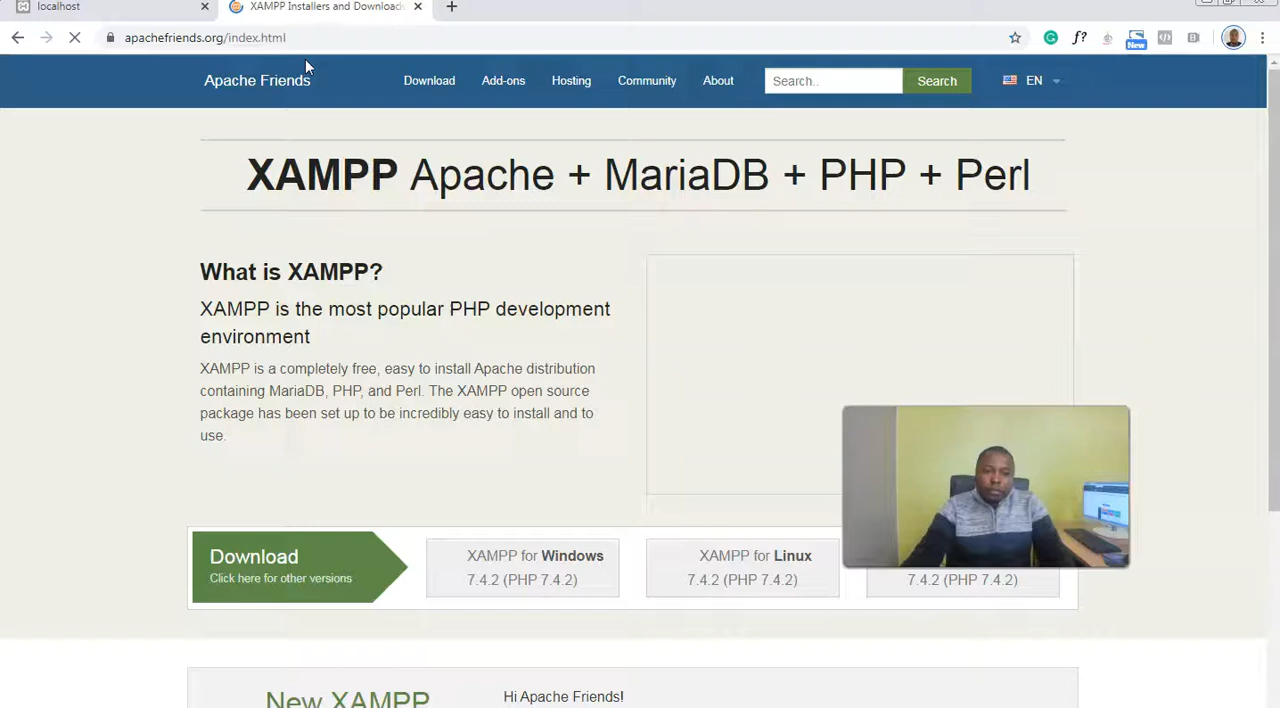 localhost
XAMPP Installers and Download
apachefriends.org/index.html
f?
New
Apache Friends
Download
Add-ons
Hosting
Community
About
Search..
Search
EN
XAMPP Apache + MariaDB + PHP + Perl
What is XAMPP?
XAMPP is the most popular PHP development
environment
XAMPP is a completely free, easy to install Apache distribution
containing MariaDB, PHP, and Perl. The XAMPP open source
package has been set up to be incredibly easy to install and to
use.
Download
Click here for other versions
XAMPP for Windows
7.4.2 (PHP 7.4.2)
XAMPP for Linux
7.4.2 (PHP 7.4.2)
7.4.2 (PHP 7.4.2)
New XAMPP
Hi Apache Friends!